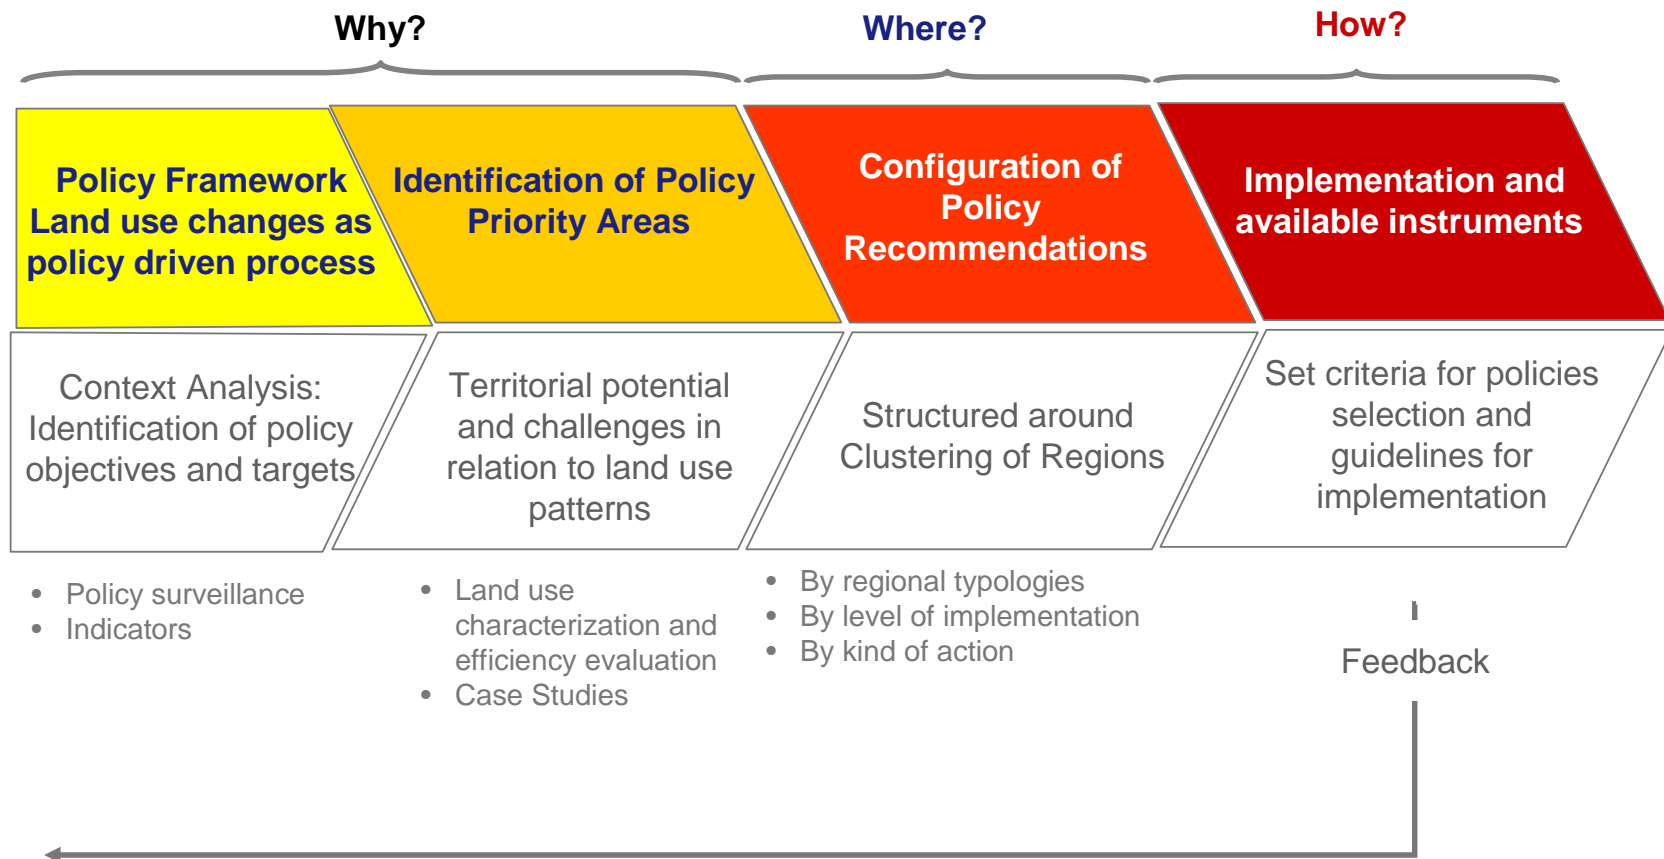 Why?
Where?
How?
Policy Framework
Land use changes as
policy driven process
Identification of Policy
Priority Areas
Configuration of
Policy
Recommendations
Implementation and
available instruments
Context Analysis:
Identification of policy
objectives and targets
Territorial potential
and challenges in
relation to land use
patterns
Structured around
Clustering of Regions
Set criteria for policies
selection and
guidelines for
implementation
• Policy surveillance
• Indicators
• Land use
characterization and
efficiency evaluation
• Case Studies
• By regional typologies
• By level of implementation
• By kind of action
Feedback